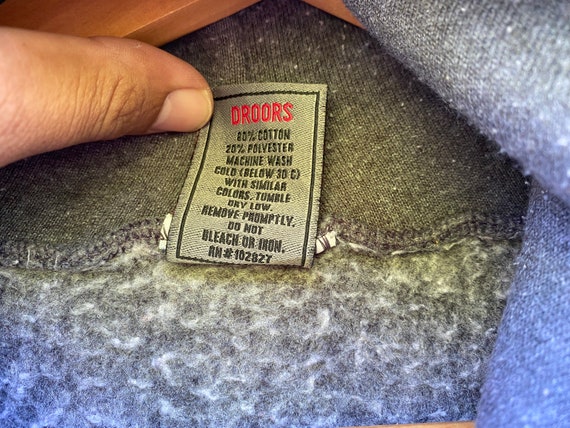 DROORS
80% COTTON
20% POLYESTER
MACHINE WASH
COLD (BELOW 30 C)
WITH SIMILAR
COLORS. TUMBLE
DRY LOW.
REMOVE PROMPTLY.
DO NOT
BLEACH OR IRON.
RN#102827